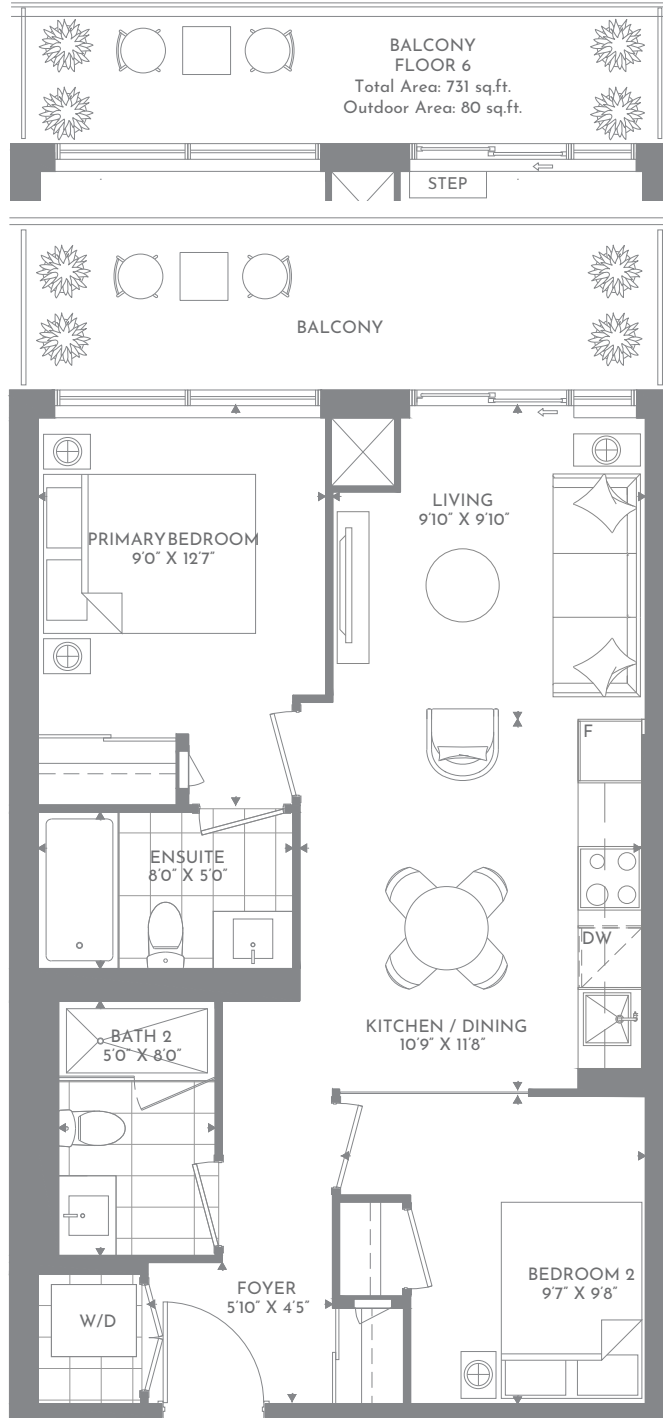 BALCONY
FLOOR 6
Total Area: 731 sq.ft.
Outdoor Area: 80 sq.ft.
STEP
BALCONY
LIVING
9'10" X 9'10"
PRIMARY BEDROOM
9'0" X 12'7"
F
ENSUITE
8'0" X 5'0"
DW
KITCHEN / DINING
10'9" X 11'8"
BATH 2
5'0" X 8'0"
FOYER
5'10" X 4'5"
BEDROOM 2
9'7" X 9'8"
W/D